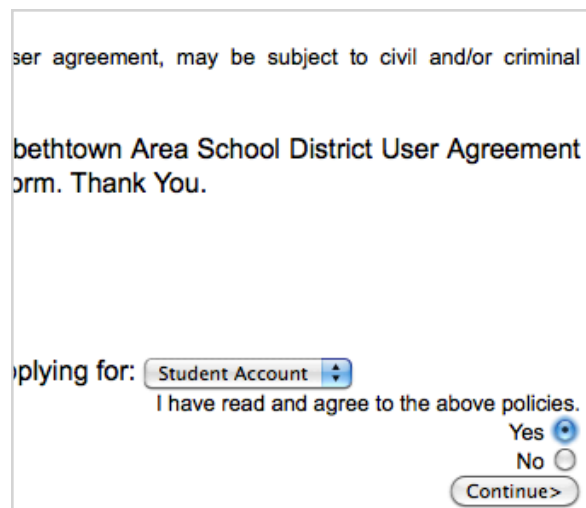 ser agreement, may be subject to civil and/or criminal
bethtown Area School District User Agreement
orm. Thank You.
plying for: Student Account
I have read and agree to the above policies.
Yes
No
Continue>